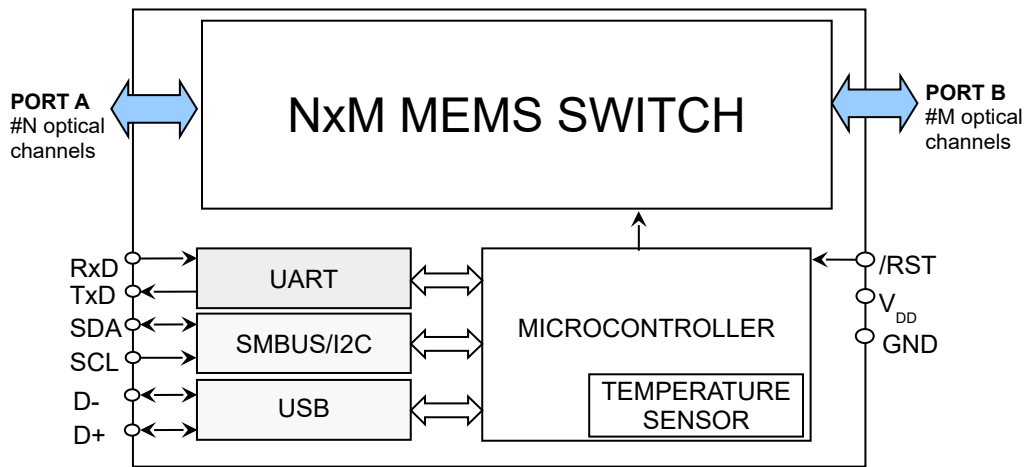 NxM MEMS SWITCH
PORT A
#N optical
channels
PORT B
#M optical
channels
RxD
TxD
SDA
SCL
D-
D+
UART
SMBUS/I2C
USB
MICROCONTROLLER
TEMPERATURE
SENSOR
/RST
VDD
GND